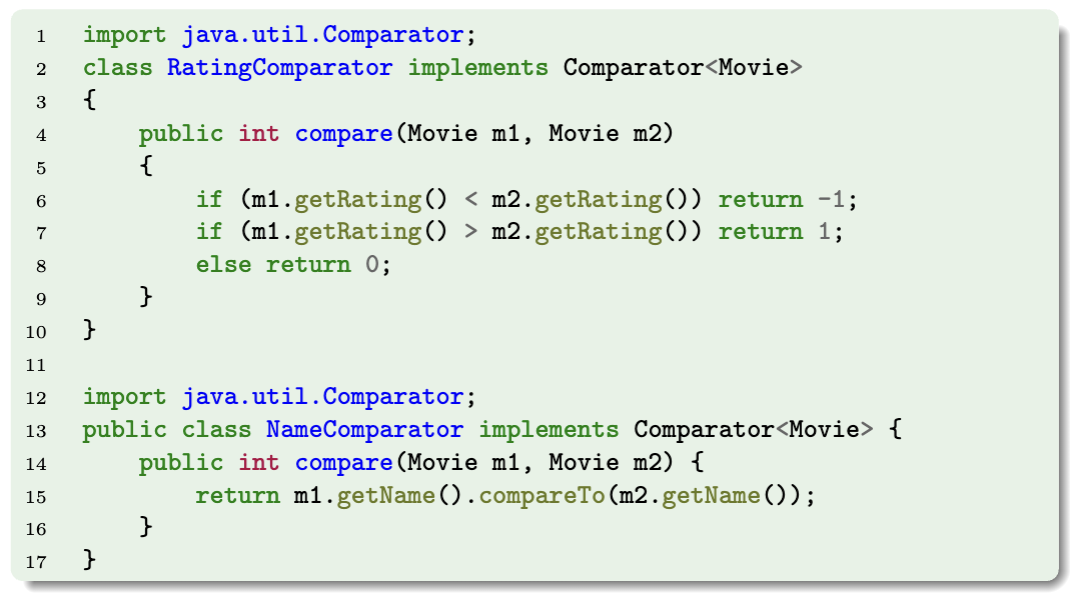 1 import java.util.Comparator;
2 class RatingComparator implements Comparator<Movie>
3 {
4     public int compare(Movie m1, Movie m2)
5     {
6         if (m1.getRating() < m2.getRating()) return -1;
7         if (m1.getRating() > m2.getRating()) return 1;
8         else return 0;
9     }
10 }
11
12 import java.util.Comparator;
13 public class NameComparator implements Comparator<Movie> {
14     public int compare(Movie m1, Movie m2) {
15         return m1.getName().compareTo(m2.getName());
16     }
17 }